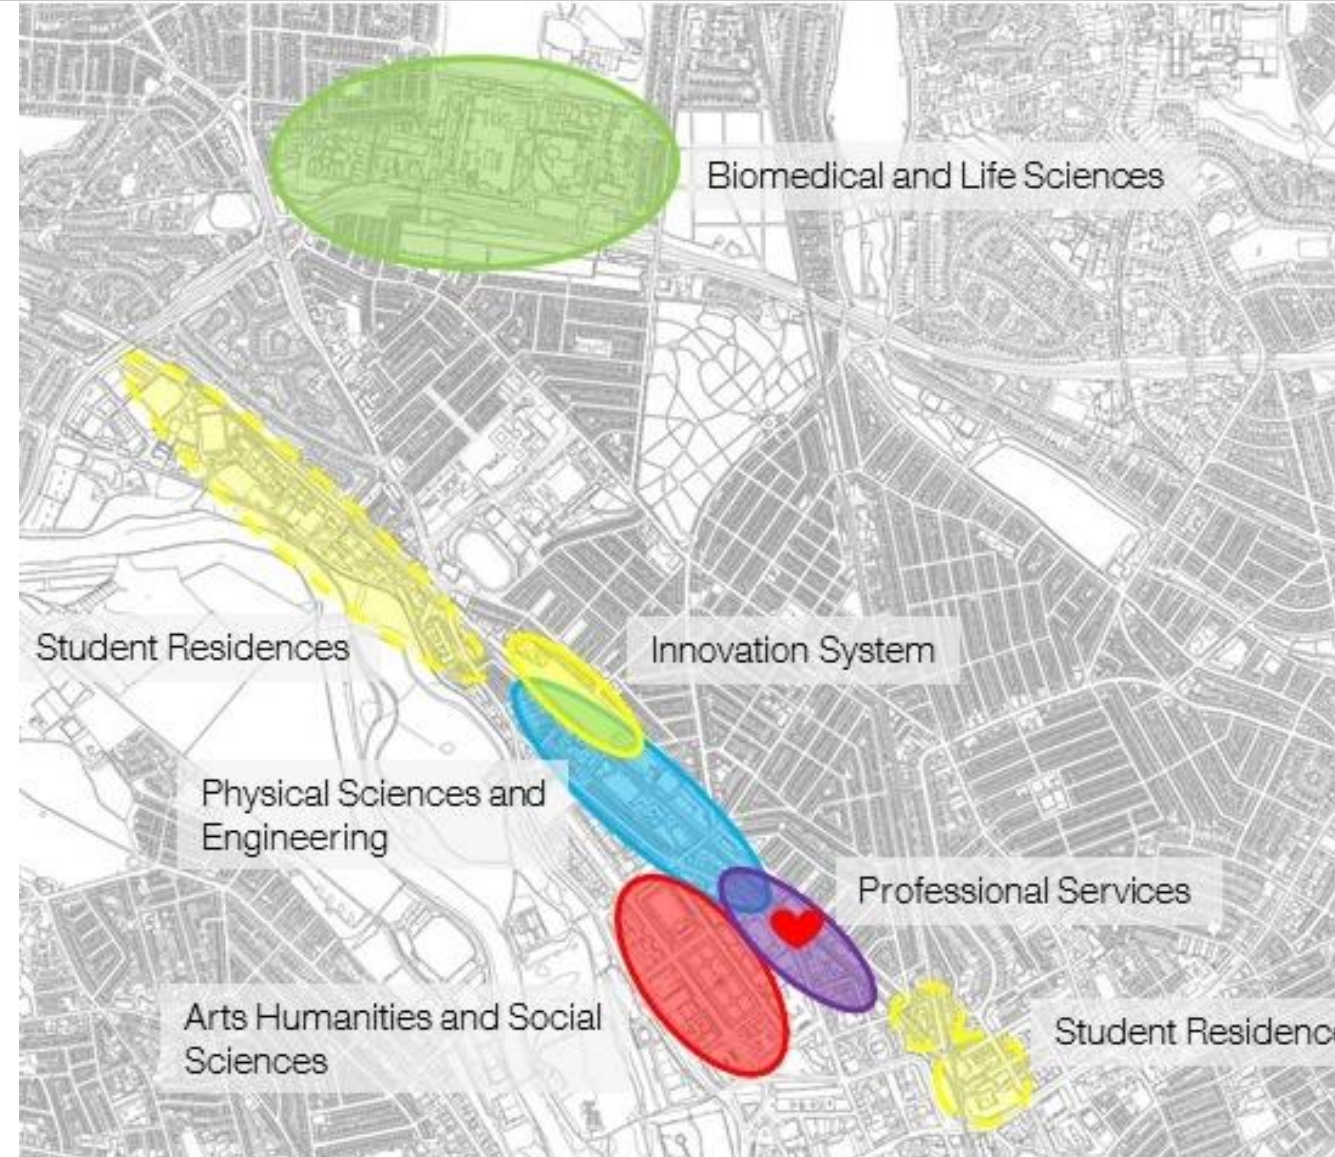 Biomedical and Life Sciences
Student Residences
Innovation System
Physical Sciences and
Engineering
Professional Services
Arts Humanities and Social
Sciences
Student Residenc